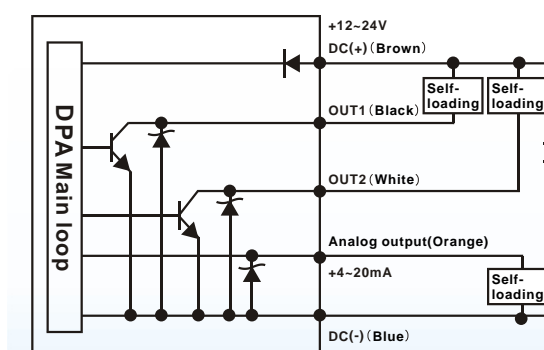 +12~24V
DC(+)(Brown)
Self-
loading
Self-
loading
OUT1(Black)
DPA Main loop
OUT2(White)
Analog output(Orange)
+4~20mA
Self-
loading
DC(-)(Blue)